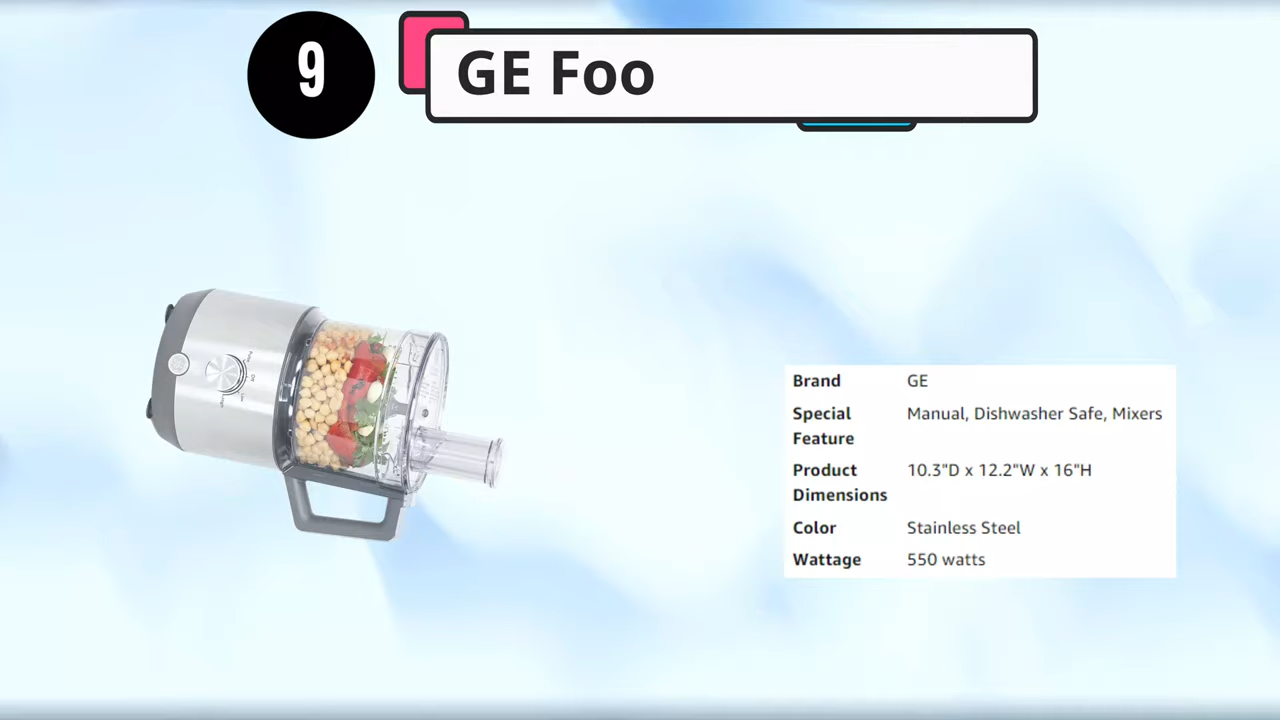 9
GE Foo
Brand GE
Special Feature Manual, Dishwasher Safe, Mixers
Product Dimensions 10.3"D x 12.2"W x 16"H
Color Stainless Steel
Wattage 550 watts